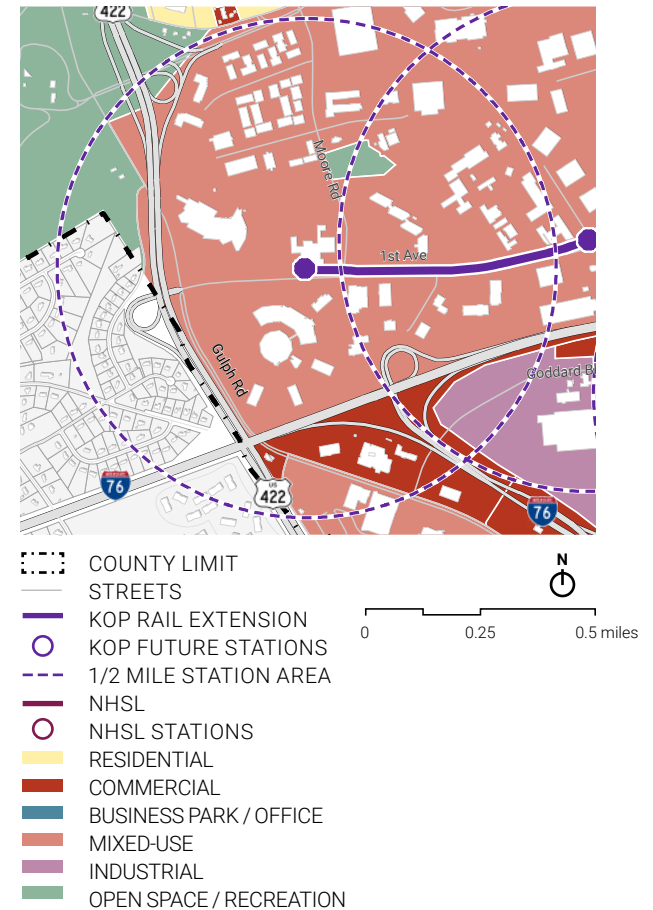 422
Moore Rd
1st Ave
Gulph Rd
Goddard Bl
76
US
422
76
COUNTY LIMIT
STREETS
KOP RAIL EXTENSION
KOP FUTURE STATIONS
1/2 MILE STATION AREA
NHSL
NHSL STATIONS
RESIDENTIAL
COMMERCIAL
BUSINESS PARK / OFFICE
MIXED-USE
INDUSTRIAL
OPEN SPACE / RECREATION
N
0 0.25 0.5 miles